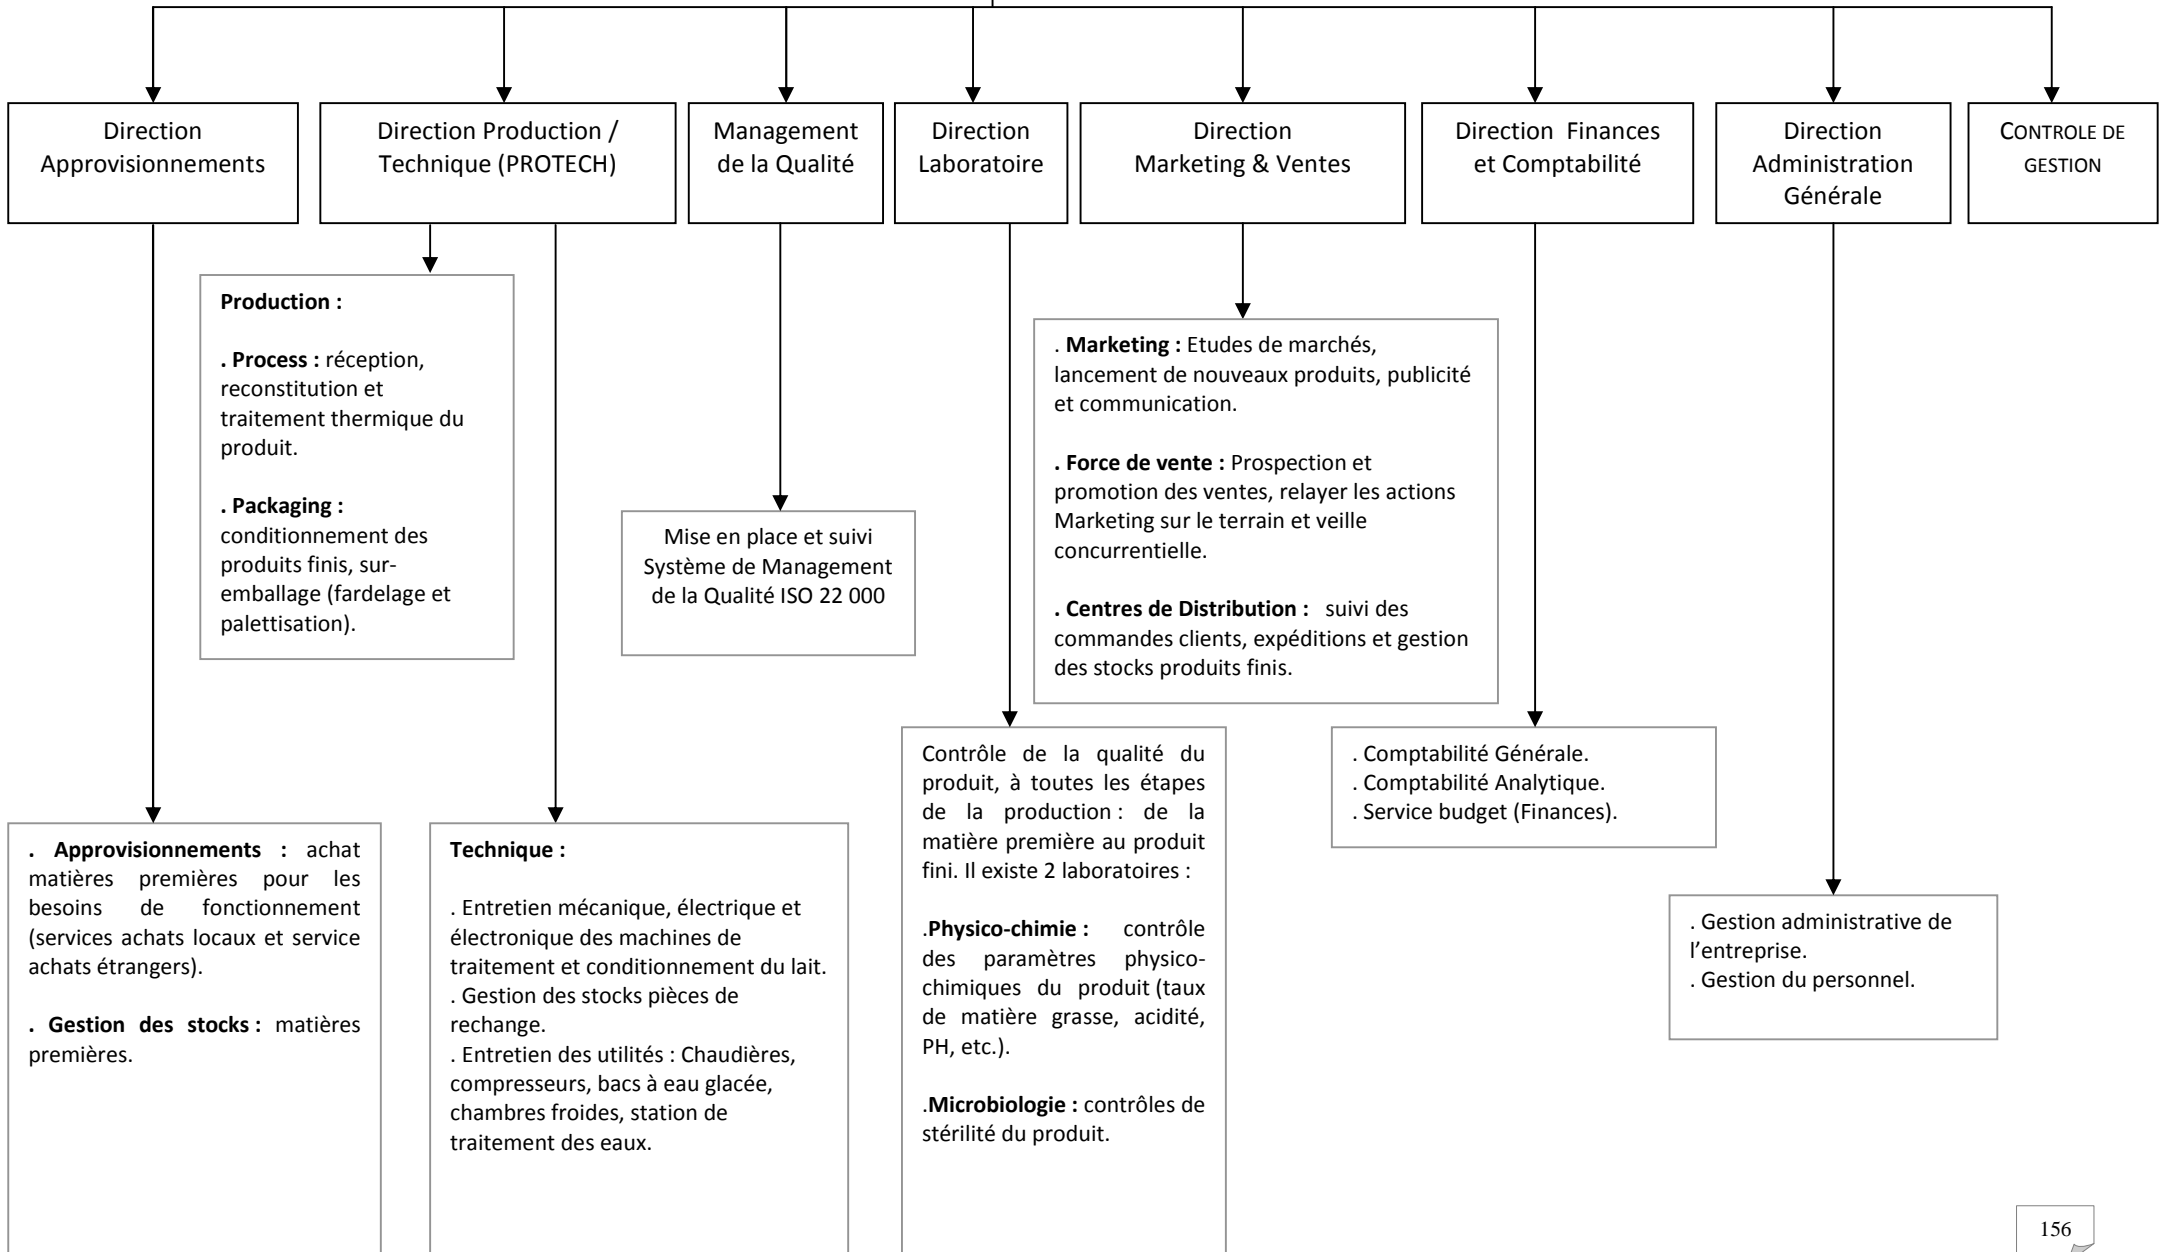 Direction
Approvisionnements
Direction Production /
Technique (PROTECH)
Management
de la Qualité
Direction
Laboratoire
Direction
Marketing & Ventes
Direction  Finances
et Comptabilité
Direction
Administration
Générale
CONTROLE DE
GESTION
Production :
. Process : réception,
reconstitution et
traitement thermique du
produit.
. Packaging :
conditionnement des
produits finis, sur-
emballage (fardelage et
palettisation).
Mise en place et suivi
Système de Management
de la Qualité ISO 22 000
. Marketing : Etudes de marchés,
lancement de nouveaux produits, publicité
et communication.
. Force de vente : Prospection et
promotion des ventes, relayer les actions
Marketing sur le terrain et veille
concurrentielle.
. Centres de Distribution :   suivi des
commandes clients, expéditions et gestion
des stocks produits finis.
. Approvisionnements : achat
matières premières pour les
besoins de fonctionnement
(services achats locaux et service
achats étrangers).
. Gestion des stocks : matières
premières.
Technique :
. Entretien mécanique, électrique et
électronique des machines de
traitement et conditionnement du lait.
. Gestion des stocks pièces de
rechange.
. Entretien des utilités : Chaudières,
compresseurs, bacs à eau glacée,
chambres froides, station de
traitement des eaux.
Contrôle de la qualité du
produit, à toutes les étapes
de la production : de la
matière première au produit
fini. Il existe 2 laboratoires :
.Physico-chimie : contrôle
des paramètres physico-
chimiques du produit (taux
de matière grasse, acidité,
PH, etc.).
.Microbiologie : contrôles de
stérilité du produit.
. Comptabilité Générale.
. Comptabilité Analytique.
. Service budget (Finances).
. Gestion administrative de
l’entreprise.
. Gestion du personnel.
156